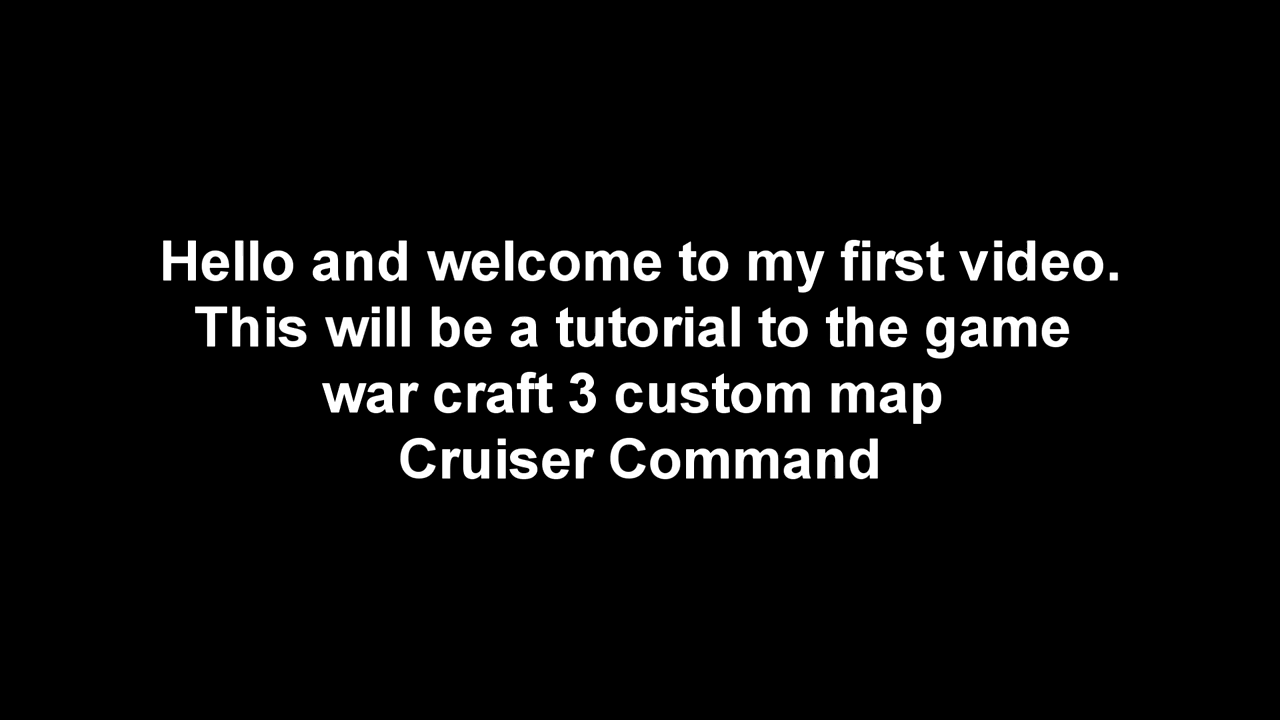 Hello and welcome to my first video.
This will be a tutorial to the game
war craft 3 custom map
Cruiser Command